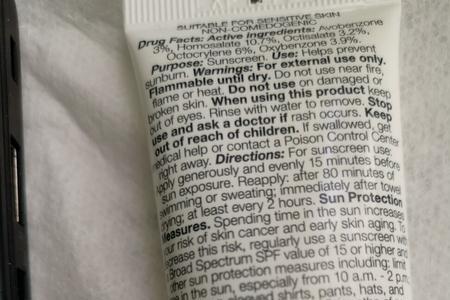 SUITABLE FOR SENSITIVE SKIN
NON-COMEDOGENIC
Drug Facts: Active ingredients: Avobenzone
3%, Homosalate 10.7%, Octisalate 3.2%,
Octocrylene 6%, Oxybenzone 3.9%.
Purpose: Sunscreen. Use: Helps prevent
sunburn. Warnings: For external use only.
Flammable until dry. Do not use near fire,
flame or heat. Do not use on damaged or
broken skin. When using this product keep
out of eyes. Rinse with water to remove. Stop
use and ask a doctor if rash occurs. Keep
out of reach of children. If swallowed, get
medical help or contact a Poison Control Center
right away. Directions: For sunscreen use:
apply generously and evenly 15 minutes before
sun exposure. Reapply: after 80 minutes of
swimming or sweating; immediately after towel
drying; at least every 2 hours. Sun Protection
Measures. Spending time in the sun increases
your risk of skin cancer and early skin aging. To
decrease this risk, regularly use a sunscreen with
Broad Spectrum SPF value of 15 or higher and
other sun protection measures including: limit
time in the sun, especially from 10 a.m. - 2 p.m.
sleeved shirts, pants, hats, and